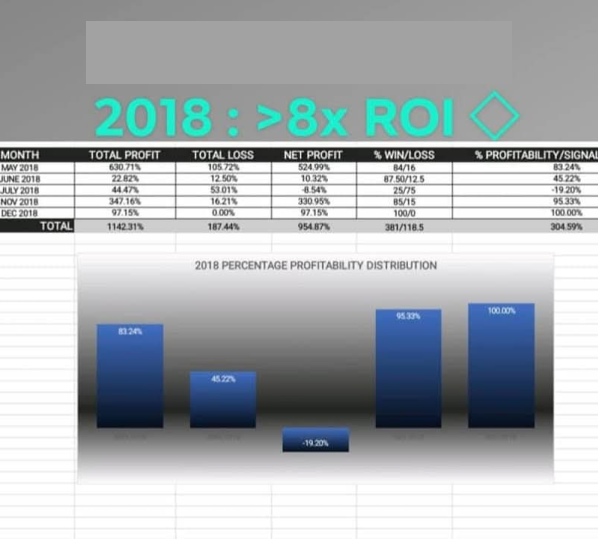 2018 : >8x ROI
MONTH TOTAL PROFIT TOTAL LOSS NET PROFIT % WIN/LOSS % PROFITABILITY/SIGNAL
MAY 2018 630.71% 105.72% 524.99% 84/16 83.24%
JUNE 2018 22.82% 12.50% 10.32% 87.50/12.5 45.22%
JULY 2018 44.47% 53.01% -8.54% 25/75 -19.20%
NOV 2018 347.16% 16.21% 330.95% 85/15 95.33%
DEC 2018 97.15% 0.00% 97.15% 100/0 100.00%
TOTAL 1142.31% 187.44% 954.87% 381/118.5 304.59%
2018 PERCENTAGE PROFITABILITY DISTRIBUTION
83.24% 45.22% -19.20% 95.33% 100.00%